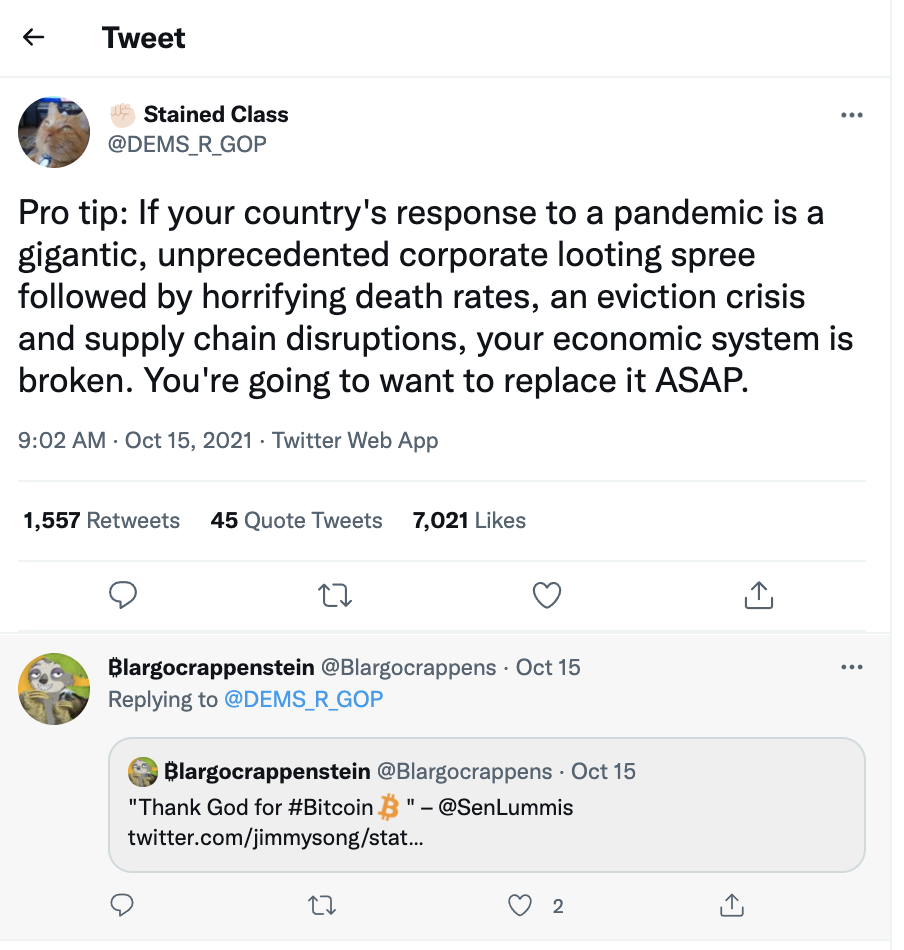 Tweet
Stained Class
@DEMS_R_GOP
Pro tip: If your country's response to a pandemic is a
gigantic, unprecedented corporate looting spree
followed by horrifying death rates, an eviction crisis
and supply chain disruptions, your economic system is
broken. You're going to want to replace it ASAP.
9:02 AM · Oct 15, 2021 · Twitter Web App
1,557 Retweets 45 Quote Tweets 7,021 Likes
₿largocrappenstein @Blargocrappens · Oct 15
Replying to @DEMS_R_GOP
₿largocrappenstein @Blargocrappens · Oct 15
"Thank God for #Bitcoin " – @SenLummis
twitter.com/jimmysong/stat...
2